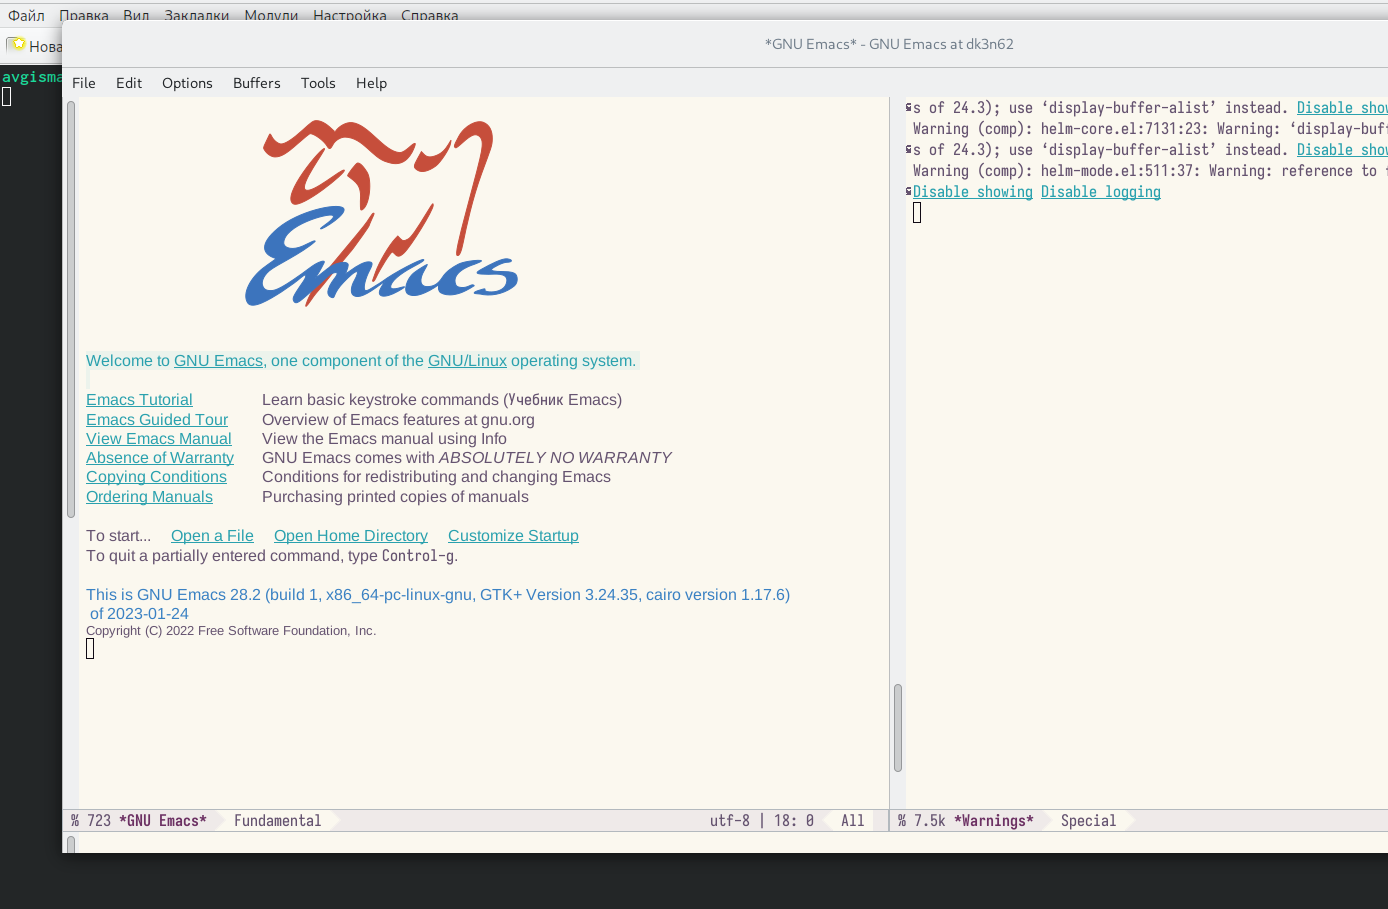 Файл Правка Вид Закладки Модули Настройка Справка
*GNU Emacs* - GNU Emacs at dk3n62
File Edit Options Buffers Tools Help
Emacs
Welcome to GNU Emacs, one component of the GNU/Linux operating system.
Emacs Tutorial Learn basic keystroke commands (Учебник Emacs)
Emacs Guided Tour Overview of Emacs features at gnu.org
View Emacs Manual View the Emacs manual using Info
Absence of Warranty GNU Emacs comes with ABSOLUTELY NO WARRANTY
Copying Conditions Conditions for redistributing and changing Emacs
Ordering Manuals Purchasing printed copies of manuals
To start... Open a File Open Home Directory Customize Startup
To quit a partially entered command, type Control-g.
This is GNU Emacs 28.2 (build 1, x86_64-pc-linux-gnu, GTK+ Version 3.24.35, cairo version 1.17.6)
of 2023-01-24
Copyright (C) 2022 Free Software Foundation, Inc.
% 723 *GNU Emacs* Fundamental utf-8 | 18: 0 All
s of 24.3); use ‘display-buffer-alist’ instead. Disable
Warning (comp): helm-core.el:7131:23: Warning:
s of 24.3); use ‘display-buffer-alist’ instead. Disable
Warning (comp): helm-mode.el:511:37: Warning: reference to
Disable showing Disable logging
% 7.5k *Warnings* Special